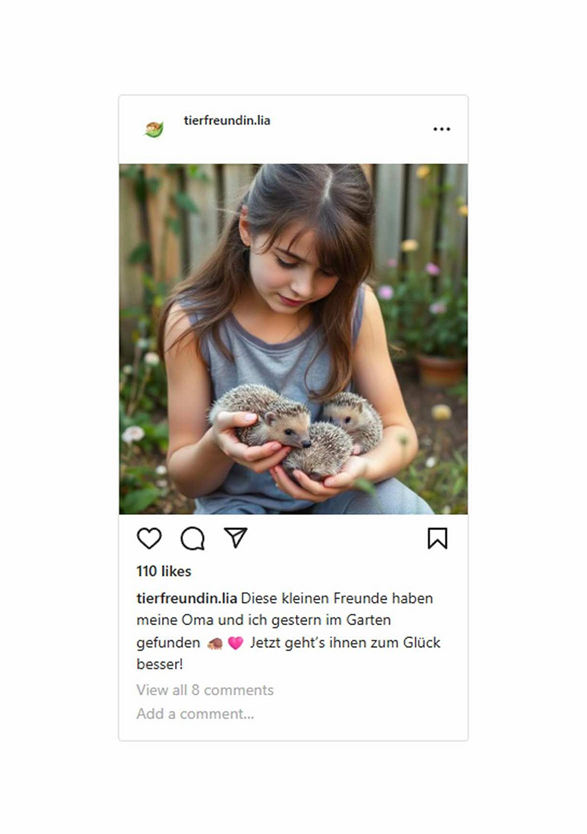 tierfreundin.lia
110 likes
tierfreundin.lia Diese kleinen Freunde haben
meine Oma und ich gestern im Garten
gefunden 🦔 💗 Jetzt geht’s ihnen zum Glück
besser!
View all 8 comments
Add a comment...